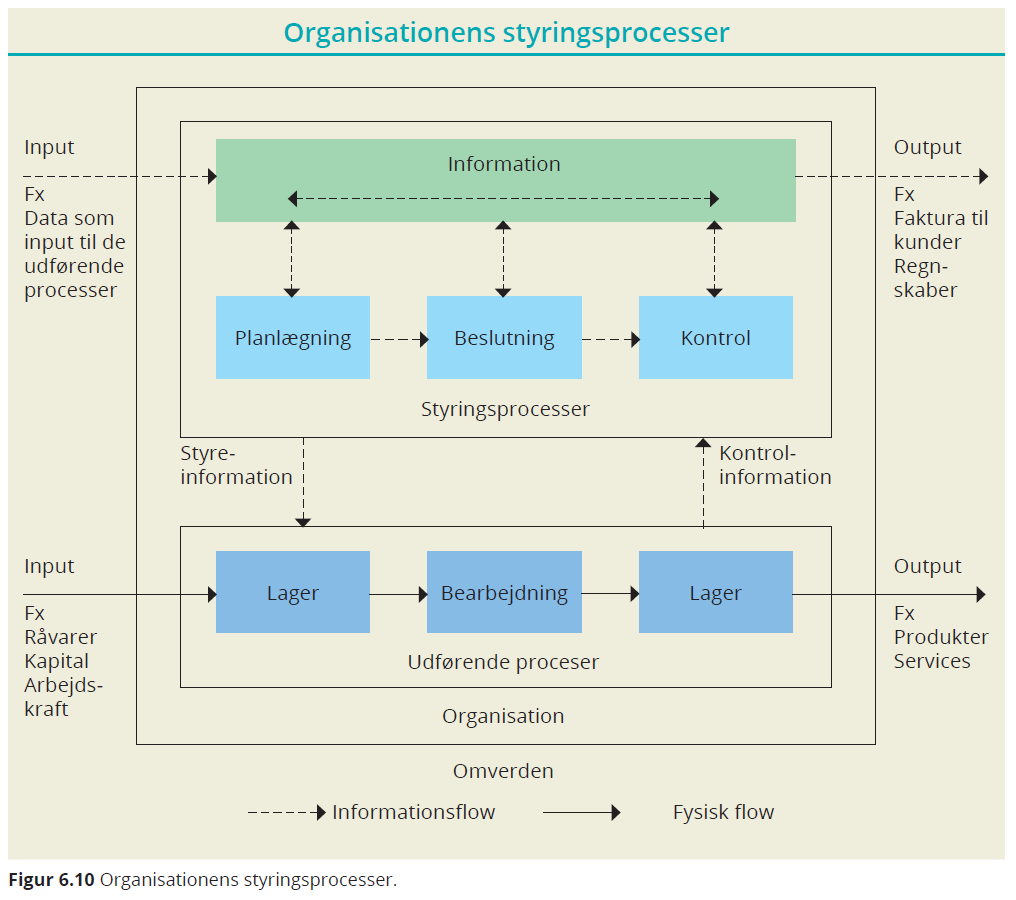 Organisationens styringsprocesser
Input
Fx
Data som
input til de
udførende
processer
Information
Output
Fx
Faktura til
kunder
Regn-
skaber
Planlægning
Beslutning
Kontrol
Styringsprocesser
Styre-
information
Kontrol-
information
Input
Fx
Råvarer
Kapital
Arbejds-
kraft
Lager
Bearbejdning
Lager
Output
Fx
Produkter
Services
Udførende proceser
Organisation
Omverden
Informationsflow
Fysisk flow
Figur 6.10 Organisationens styringsprocesser.